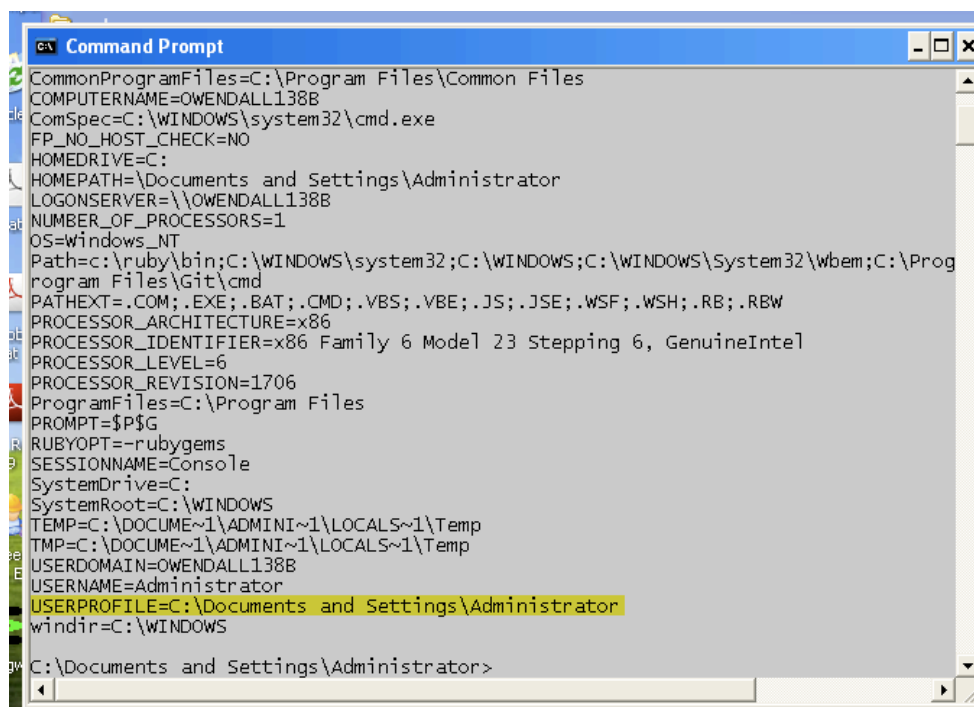 Command Prompt
CommonProgramFiles=C:\Program Files\Common Files
COMPUTERNAME=OWENDALL138B
ComSpec=C:\WINDOWS\system32\cmd.exe
FP_NO_HOST_CHECK=NO
HOMEDRIVE=C:
HOMEPATH=\Documents and Settings\Administrator
LOGONSERVER=\\OWENDALL138B
NUMBER_OF_PROCESSORS=1
OS=Windows_NT
Path=c:\ruby\bin;C:\WINDOWS\system32;C:\WINDOWS;C:\WINDOWS\System32\Wbem;C:\Prog
rogram Files\Git\cmd
PATHEXT=.COM;.EXE;.BAT;.CMD;.VBS;.VBE;.JS;.JSE;.WSF;.WSH;.RB;.RBW
PROCESSOR_ARCHITECTURE=x86
PROCESSOR_IDENTIFIER=x86 Family 6 Model 23 Stepping 6, GenuineIntel
PROCESSOR_LEVEL=6
PROCESSOR_REVISION=1706
ProgramFiles=C:\Program Files
PROMPT=$P$G
RUBYOPT=-rubygems
SESSIONNAME=Console
SystemDrive=C:
SystemRoot=C:\WINDOWS
TEMP=C:\DOCUME~1\ADMINI~1\LOCALS~1\Temp
TMP=C:\DOCUME~1\ADMINI~1\LOCALS~1\Temp
USERDOMAIN=OWENDALL138B
USERNAME=Administrator
USERPROFILE=C:\Documents and Settings\Administrator
windir=C:\WINDOWS
C:\Documents and Settings\Administrator>